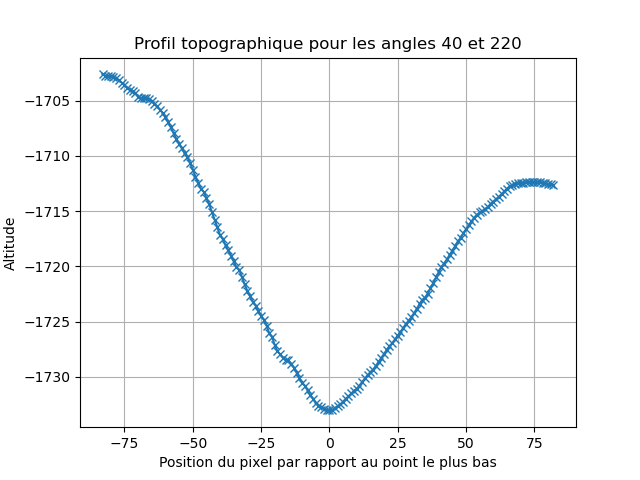 Profil topographique pour les angles 40 et 220
Altitude
−1705
−1710
−1715
−1720
−1725
−1730
−75 −50 −25 0 25 50 75
Position du pixel par rapport au point le plus bas